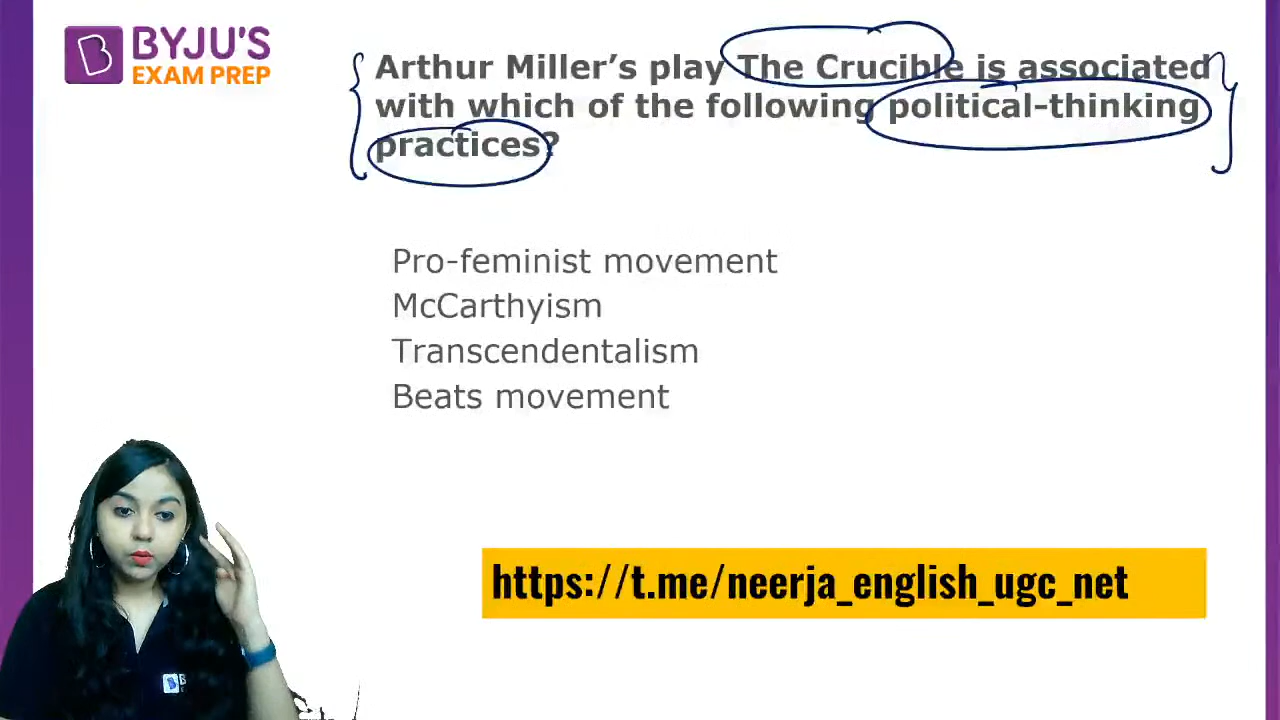 BYJU'S
EXAM PREP
Arthur Miller's play The Crucible is associated
with which of the following political-thinking
practices?
Pro-feminist movement
McCarthyism
Transcendentalism
Beats movement
https://t.me/neerja_english_ugc_net